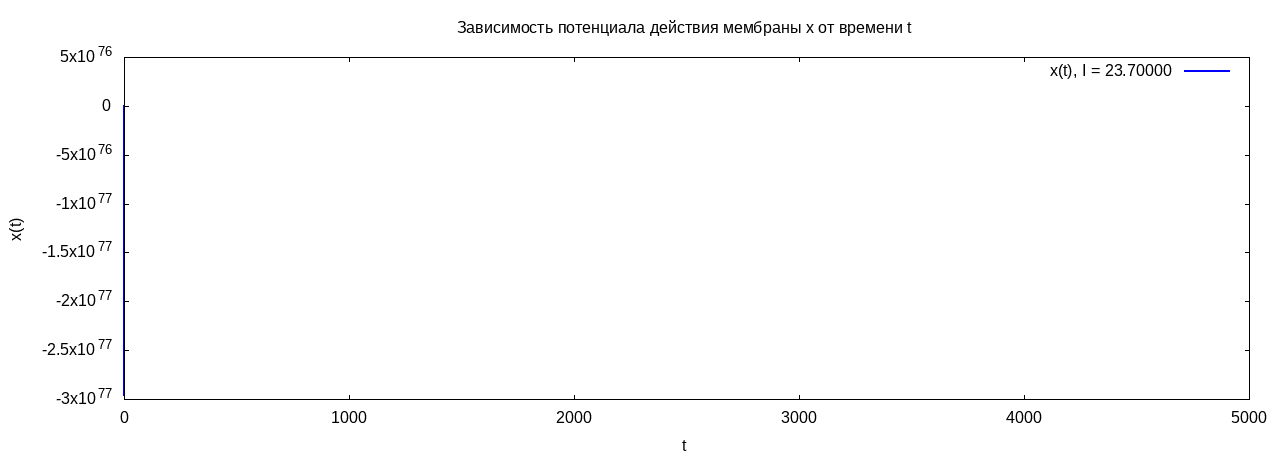 Зависимость потенциала действия мембраны x от времени t
x(t), I = 23.70000
5x10^76
0
-5x10^76
-1x10^77
-1.5x10^77
-2x10^77
-2.5x10^77
-3x10^77
x(t)
0 1000 2000 3000 4000 5000
t